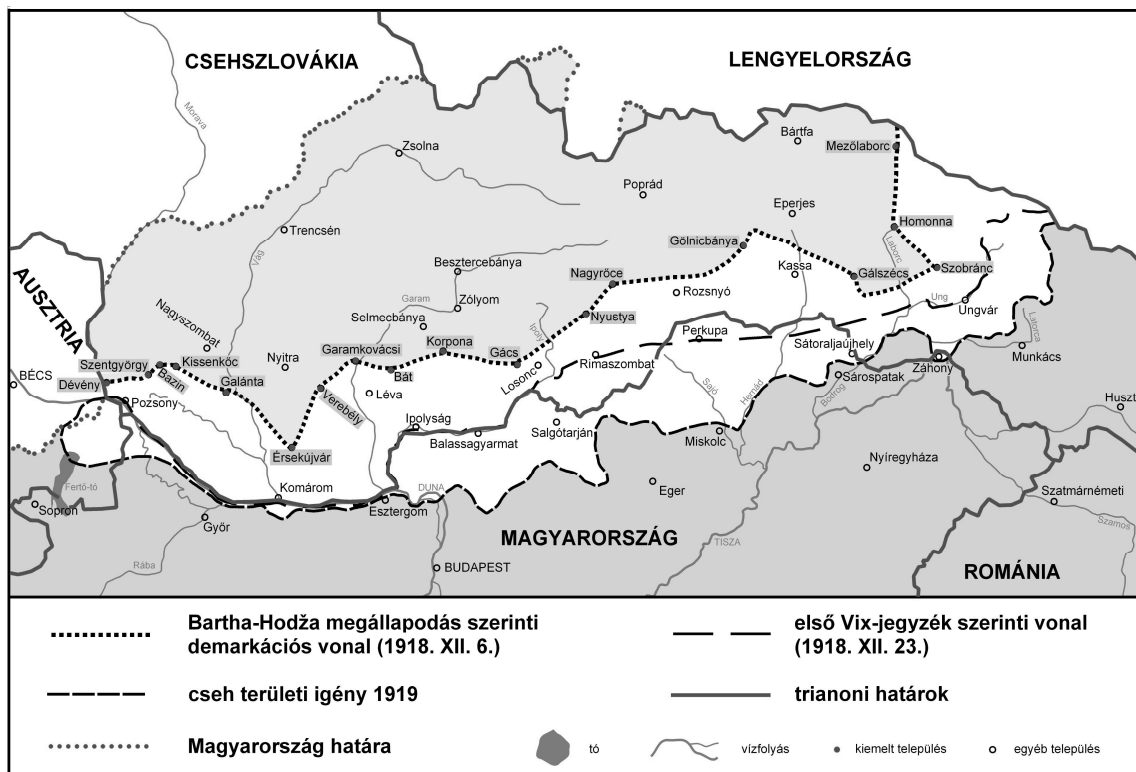 CSEHSZLOVÁKIA
LENGYELORSZÁG
Morava
Zsolna
Bártfa
Mezőlaborc
Poprád
Eperjes
Homonna
Trencsén
Vág
Gölnicbánya
Laborc
AUSZTRIA
Besztercebánya
Nagyrőce
Kassa
Gálszécs
Szobránc
Garam
Zólyom
Rozsnyó
Ung
Ungvár
Nagyszombat
Selmecbánya
Ipoly
Nyustya
Latorca
Garamkovácsi
Korpona
Perkupa
Szentgyörgy
Kissenkőc
Nyitra
Gács
Sátoraljaújhely
Munkács
BÉCS
Dévény
Bazin
Galánta
Bát
Losonc
Rimaszombat
Záhony
Pozsony
Verebély
Léva
Sajó
Hernád
Sárospatak
Bodrog
Huszt
Ipolyság
Balassagyarmat
Salgótarján
Miskolc
Érsekújvár
Nyíregyháza
Fertő-tó
Komárom
DUNA
Eger
Sopron
Esztergom
Szatmárnémeti
Győr
MAGYARORSZÁG
Szamos
TISZA
Rába
BUDAPEST
ROMÁNIA
Bartha-Hodža megállapodás szerinti
demarkációs vonal (1918. XII. 6.)
első Vix-jegyzék szerinti vonal
(1918. XII. 23.)
cseh területi igény 1919
trianoni határok
Magyarország határa
tó
vízfolyás
kiemelt település
egyéb település